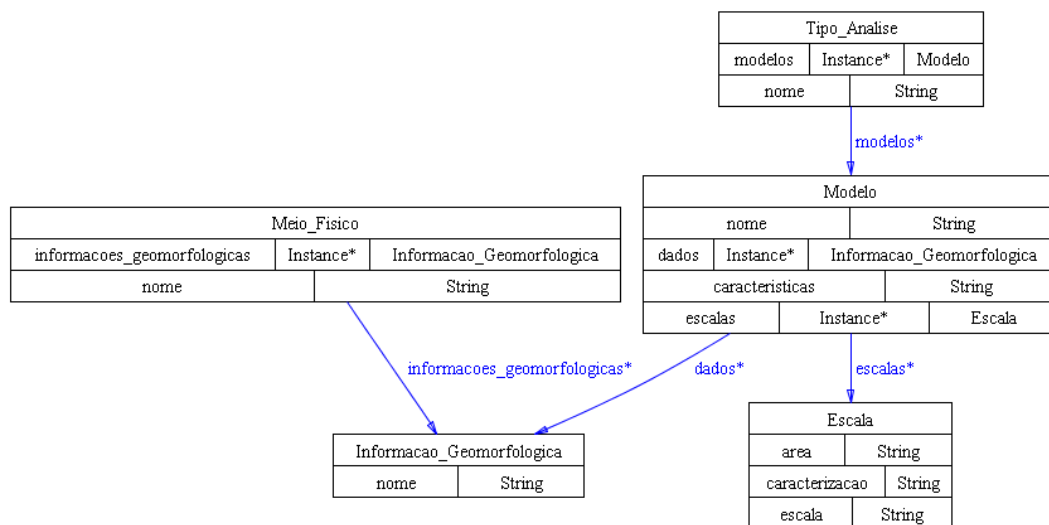 Tipo_Analise
modelos Instance* Modelo
nome String
modelos*
Modelo
nome String
dados Instance* Informacao_Geomorfologica
caracteristicas String
escalas Instance* Escala
Meio_Fisico
informacoes_geomorfologicas Instance* Informacao_Geomorfologica
nome String
informacoes_geomorfologicas*
dados*
escalas*
Informacao_Geomorfologica
nome String
Escala
area String
caracterizacao String
escala String